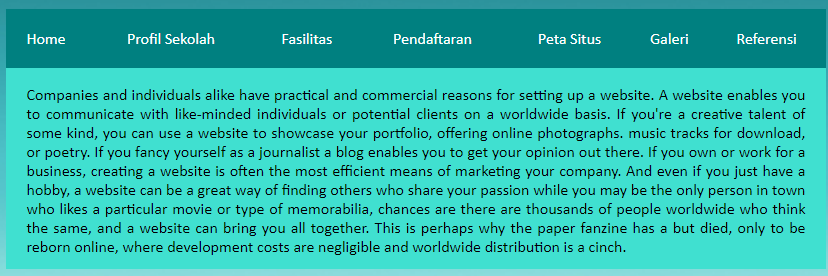 Home Profil Sekolah Fasilitas Pendaftaran Peta Situs Galeri Referensi
Companies and individuals alike have practical and commercial reasons for setting up a website. A website enables you
to communicate with like-minded individuals or potential clients on a worldwide basis. If you're a creative talent of
some kind, you can use a website to showcase your portfolio, offering online photographs. music tracks for download,
or poetry. If you fancy yourself as a journalist a blog enables you to get your opinion out there. If you own or work for a
business, creating a website is often the most efficient means of marketing your company. And even if you just have a
hobby, a website can be a great way of finding others who share your passion while you may be the only person in town
who likes a particular movie or type of memorabilia, chances are there are thousands of people worldwide who think
the same, and a website can bring you all together. This is perhaps why the paper fanzine has a but died, only to be
reborn online, where development costs are negligible and worldwide distribution is a cinch.